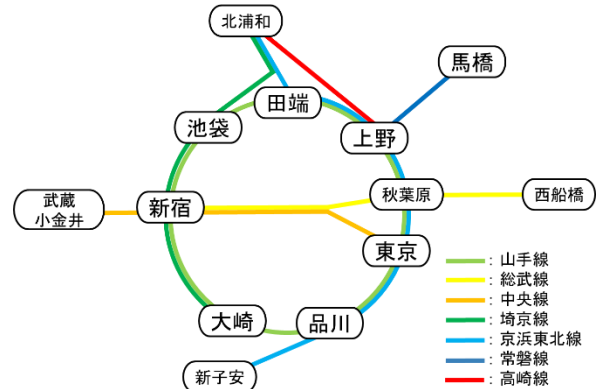 北浦和
馬橋
田端
上野
池袋
武蔵
小金井
新宿
秋葉原
西船橋
東京
大崎
品川
新子安
：山手線
：総武線
：中央線
：埼京線
：京浜東北線
：常磐線
：高崎線